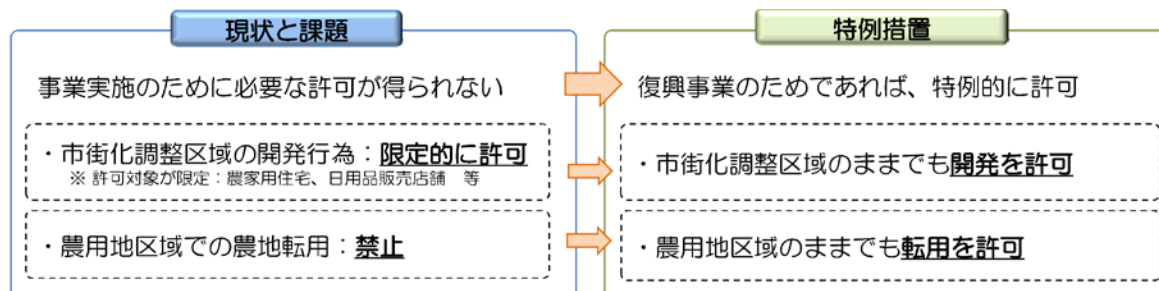 現状と課題
事業実施のために必要な許可が得られない
・市街化調整区域の開発行為：限定的に許可
※ 許可対象が限定：農家用住宅、日用品販売店舗　等
・農用地区域での農地転用：禁止
特例措置
復興事業のためであれば、特例的に許可
・市街化調整区域のままでも開発を許可
・農用地区域のままでも転用を許可